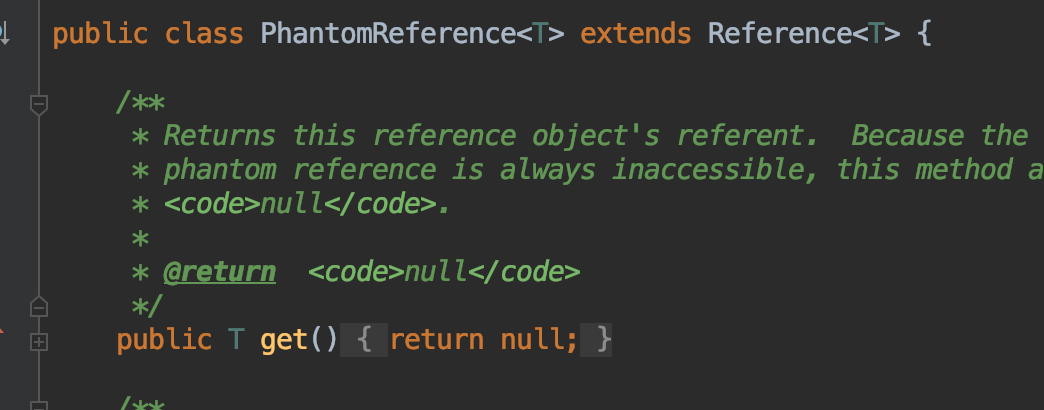 public class PhantomReference<T> extends Reference<T> {
/**
* Returns this reference object's referent.  Because the
* phantom reference is always inaccessible, this method a
* <code>null</code>.
*
* @return  <code>null</code>
*/
public T get() { return null; }
/**